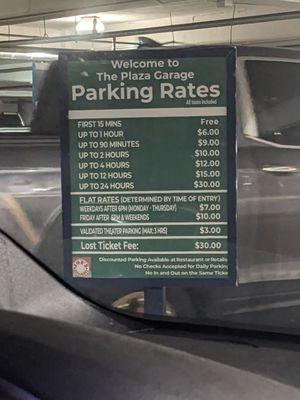 Welcome to
The Plaza Garage
Parking Rates
All taxes included
FIRST 15 MINS Free
UP TO 1 HOUR $6.00
UP TO 90 MINUTES $9.00
UP TO 2 HOURS $10.00
UP TO 4 HOURS $12.00
UP TO 12 HOURS $15.00
UP TO 24 HOURS $30.00
FLAT RATES (DETERMINED BY TIME OF ENTRY)
WEEKDAYS AFTER 6PM (MONDAY - THURSDAY) $7.00
FRIDAY AFTER 6PM & WEEKENDS $10.00
VALIDATED THEATER PARKING (MAX: 3 HRS) $3.00
Lost Ticket Fee: $30.00
Discounted Parking Available at Restaurant or Retaile
No Checks Accepted for Daily Parking
No In and Out on the Same Ticke